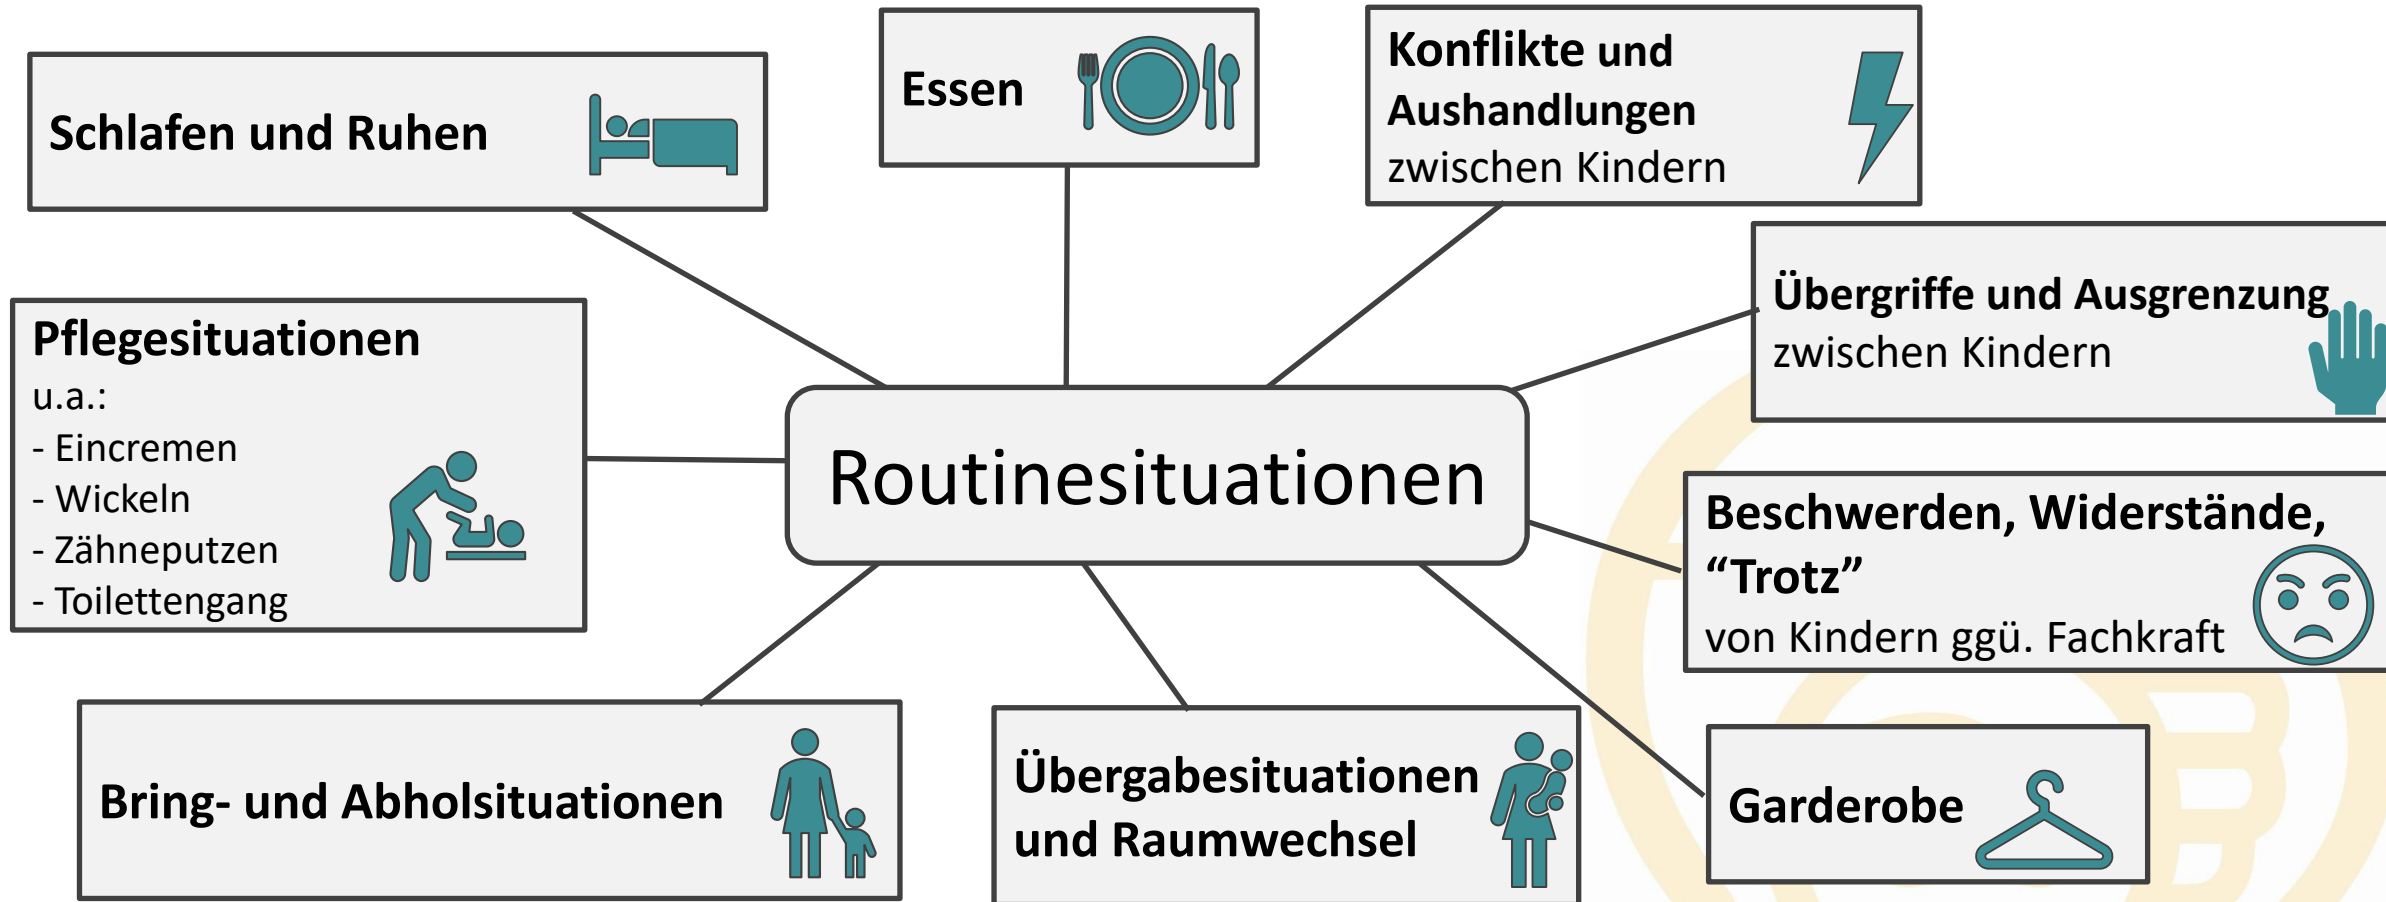 Schlafen und Ruhen
Essen
Konflikte und
Aushandlungen
zwischen Kindern
Übergriffe und Ausgrenzung
zwischen Kindern
Pflegesituationen
u.a.:
- Eincremen
- Wickeln
- Zähneputzen
- Toilettengang
Routinesituationen
Beschwerden, Widerstände,
“Trotz”
von Kindern ggü. Fachkraft
Bring- und Abholsituationen
Übergabesituationen
und Raumwechsel
Garderobe